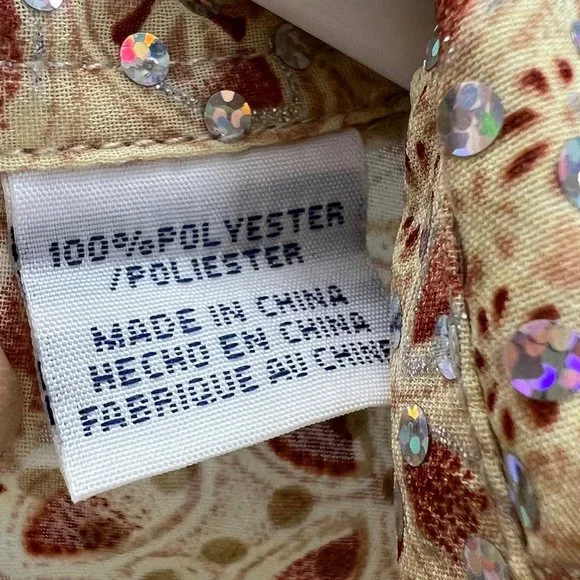 100%POLYESTER
/POLIESTER
MADE IN CHINA
HECHO EN CHINA
FABRIQUE AU CHINE